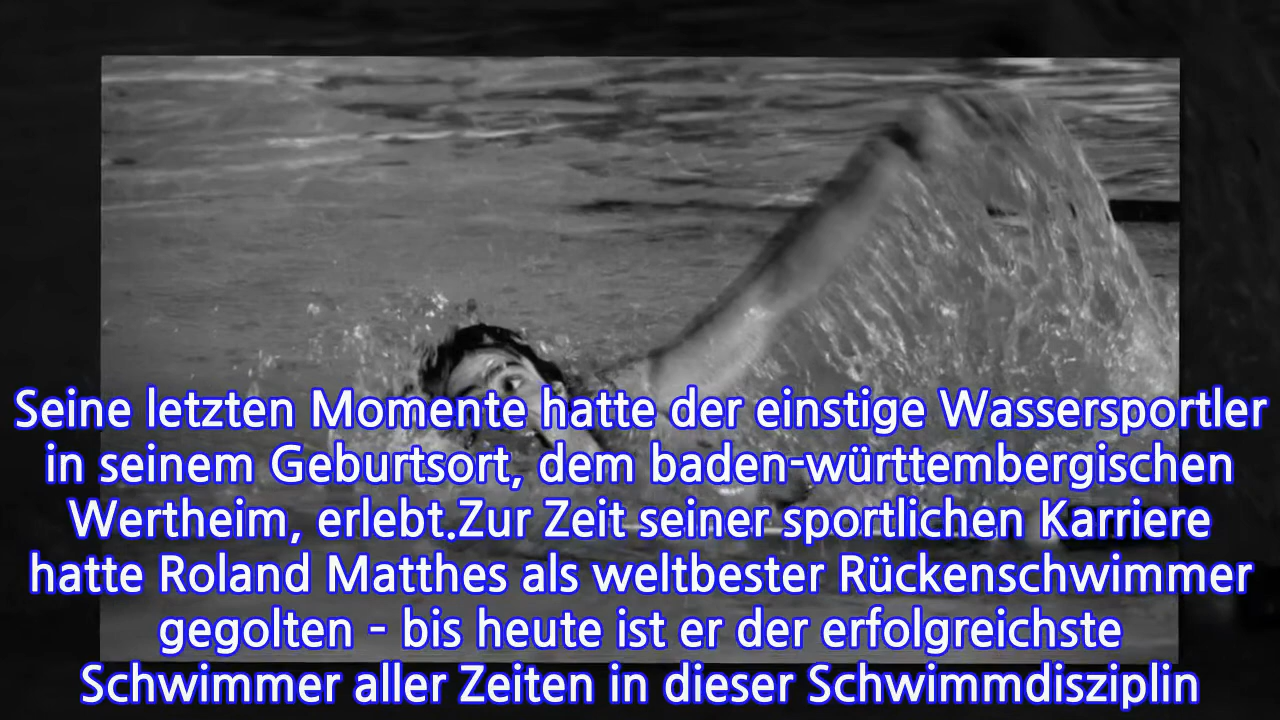 Seine letzten Momente hatte der einstige Wassersportler
in seinem Geburtsort, dem baden-württembergischen
Wertheim, erlebt.Zur Zeit seiner sportlichen Karriere
hatte Roland Matthes als weltbester Rückenschwimmer
gegolten - bis heute ist er der erfolgreichste
Schwimmer aller Zeiten in dieser Schwimmdisziplin